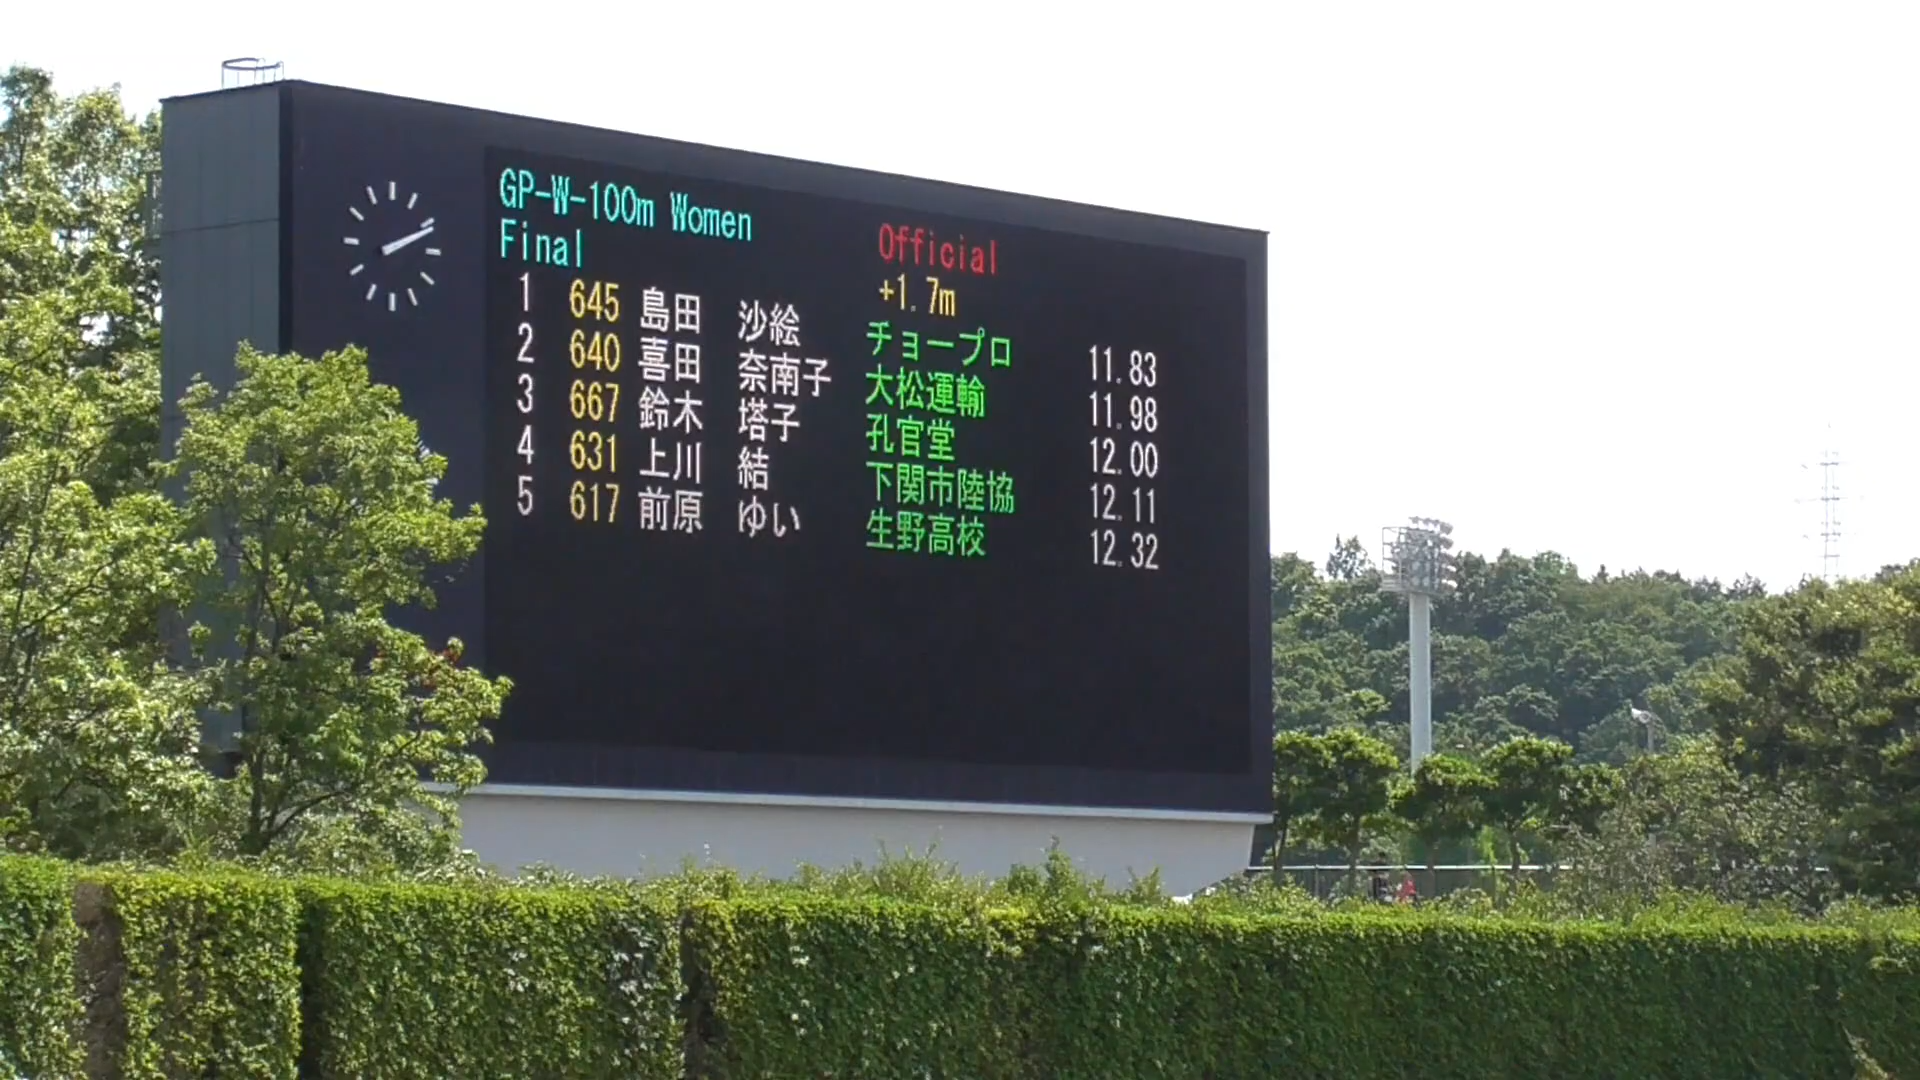 GP-W-100m Women
Final Official
+1.7m
1 645 島田 沙絵 チョープロ 11.83
2 640 喜田 奈南子 大松運輸 11.98
3 667 鈴木 塔子 孔官堂 12.00
4 631 上川 結 下関市陸協 12.11
5 617 前原 ゆい 生野高校 12.32